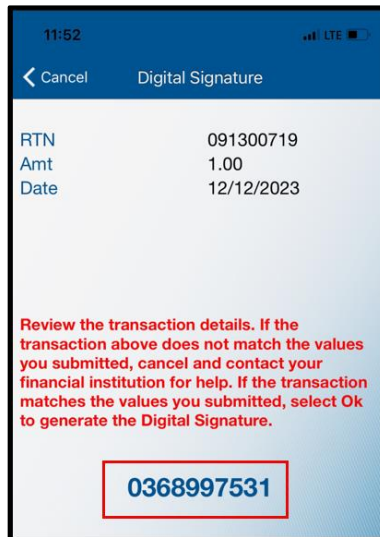 11:52 LTE
Cancel Digital Signature
RTN 091300719
Amt 1.00
Date 12/12/2023
Review the transaction details. If the
transaction above does not match the values
you submitted, cancel and contact your
financial institution for help. If the transaction
matches the values you submitted, select Ok
to generate the Digital Signature.
0368997531